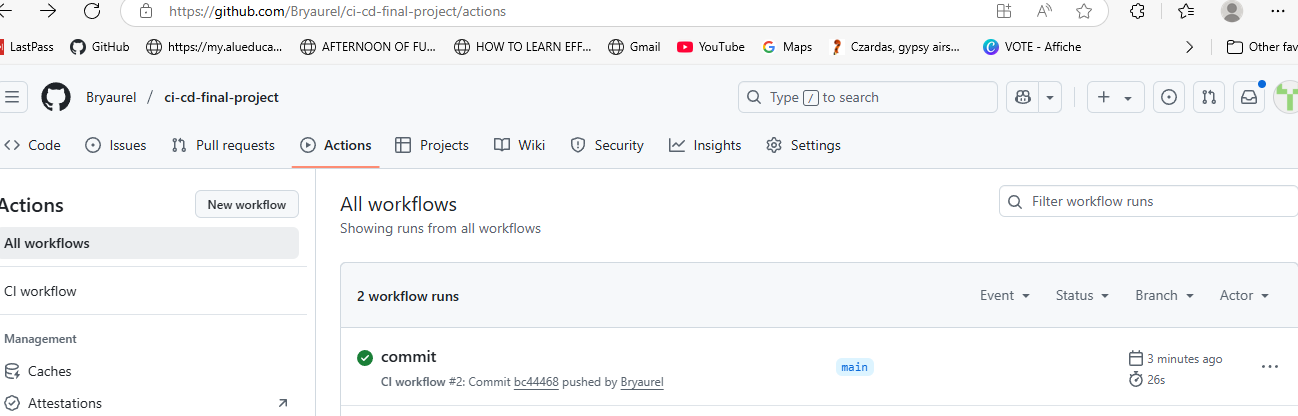 https://github.com/Bryaurel/ci-cd-final-project/actions
LastPass GitHub https://my.alueduca... AFTERNOON OF FU... HOW TO LEARN EFF... Gmail YouTube Maps Czardas, gypsy airs... VOTE - Affiche Other fav
Bryaurel / ci-cd-final-project Type / to search
Code Issues Pull requests Actions Projects Wiki Security Insights Settings
Actions New workflow
All workflows
CI workflow
Management
Caches
Attestations
All workflows
Showing runs from all workflows
Filter workflow runs
2 workflow runs Event Status Branch Actor
commit
CI workflow #2: Commit bc44468 pushed by Bryaurel
main
3 minutes ago
26s